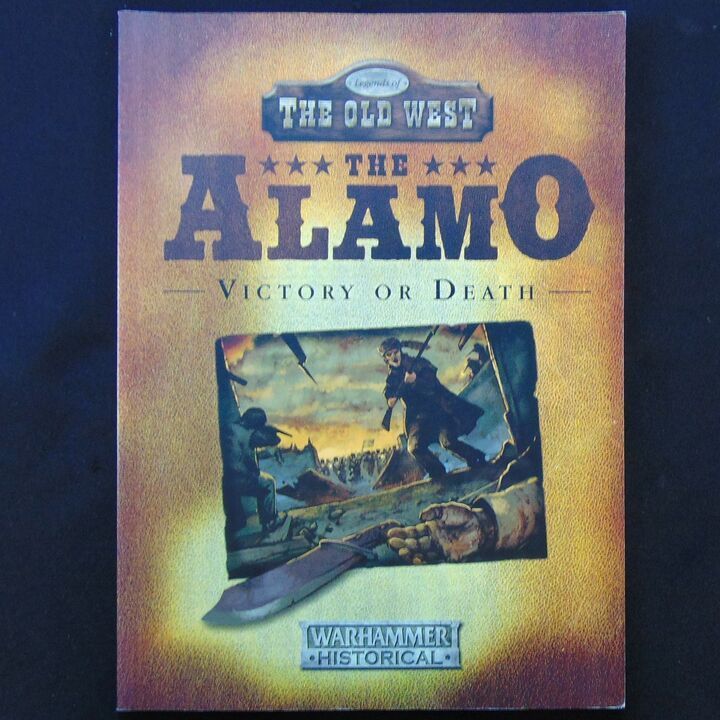 Legends of
THE OLD WEST
THE
ALAMO
VICTORY OR DEATH
WARHAMMER
HISTORICAL